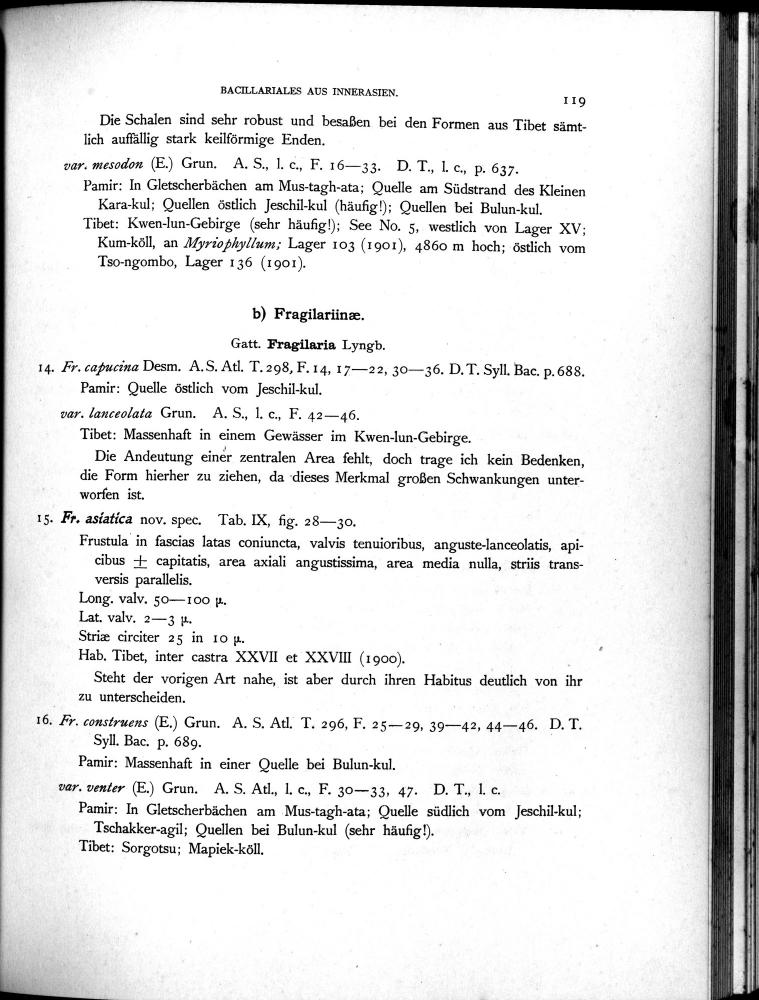 BACILLARIALES AUS INNERASIEN.
119
Die Schalen sind sehr robust und besaßen bei den Formen aus Tibet sämt-
lich auffällig stark keilförmige Enden.
var. mesodon (E.) Grun. A. S., l. c., F. 16—33. D. T., l. c., p. 637.
Pamir: In Gletscherbächen am Mus-tagh-ata; Quelle am Südstrand des Kleinen
Kara-kul; Quellen östlich Jeschil-kul (häufig!); Quellen bei Bulun-kul.
Tibet: Kwen-lun-Gebirge (sehr häufig!); See No. 5, westlich von Lager XV;
Kum-köll, an Myriophyllum; Lager 103 (1901), 4860 m hoch; östlich vom
Tso-ngombo, Lager 136 (1901).
b) Fragilariinæ.
Gatt. Fragilaria Lyngb.
14. Fr. capucina Desm. A. S. Atl. T. 298, F. 14, 17—22, 30—36. D. T. Syll. Bac. p. 688.
Pamir: Quelle östlich vom Jeschil-kul.
var. lanceolata Grun. A. S., l. c., F. 42—46.
Tibet: Massenhaft in einem Gewässer im Kwen-lun-Gebirge.
Die Andeutung einer zentralen Area fehlt, doch trage ich kein Bedenken,
die Form hierher zu ziehen, da dieses Merkmal großen Schwankungen unter-
worfen ist.
15. Fr. asiatica nov. spec. Tab. IX, fig. 28—30.
Frustula in fascias latas coniuncta, valvis tenuioribus, anguste-lanceolatis, api-
cibus ± capitatis, area axiali angustissima, area media nulla, striis trans-
versis parallelis.
Long. valv. 50—100 µ.
Lat. valv. 2—3 µ.
Striæ circiter 25 in 10 µ.
Hab. Tibet, inter castra XXVII et XXVIII (1900).
Steht der vorigen Art nahe, ist aber durch ihren Habitus deutlich von ihr
zu unterscheiden.
16. Fr. construens (E.) Grun. A. S. Atl. T. 296, F. 25—29, 39—42, 44—46. D. T.
Syll. Bac. p. 689.
Pamir: Massenhaft in einer Quelle bei Bulun-kul.
var. venter (E.) Grun. A. S. Atl., l. c., F. 30—33, 47. D. T., l. c.
Pamir: In Gletscherbächen am Mus-tagh-ata; Quelle südlich vom Jeschil-kul;
Tschakker-agil; Quellen bei Bulun-kul (sehr häufig!).
Tibet: Sorgotsu; Mapiek-köll.